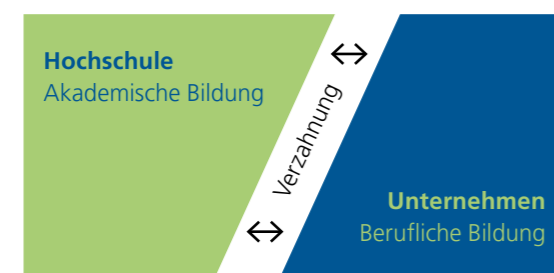 Hochschule
Akademische Bildung
↔
Verzahnung
↔
Unternehmen
Berufliche Bildung